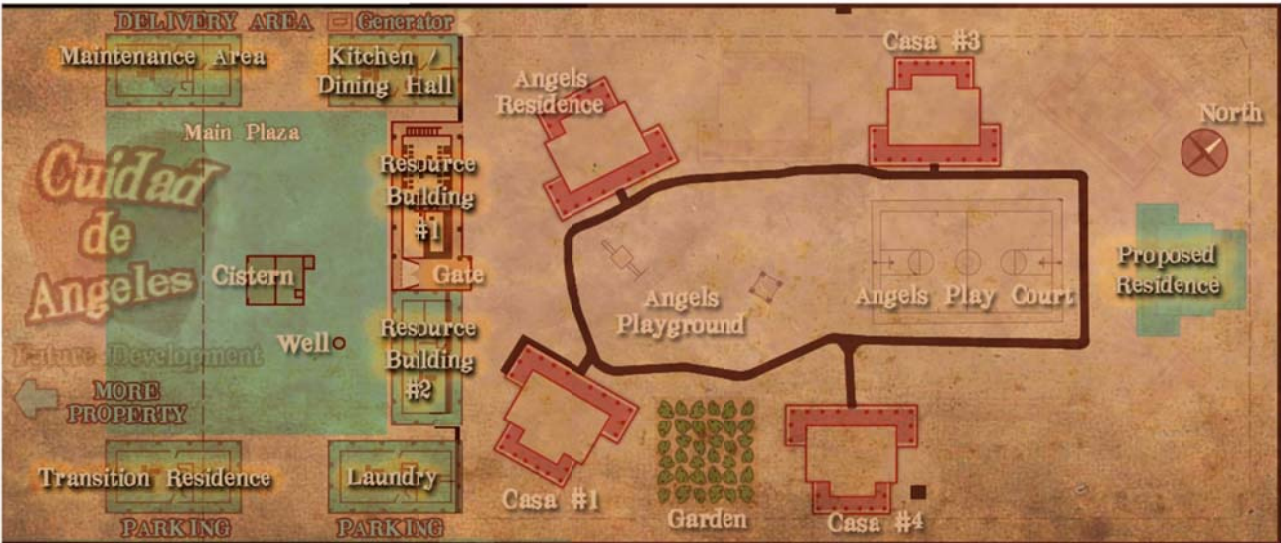 DELIVERY AREA
Generator
Maintenance Area
Kitchen /
Dining Hall
Main Plaza
Cuidad
de
Angeles
Future Development
MORE
PROPERTY
Cistern
Well
Resource
Building
#1
Gate
Resource
Building
#2
Transition Residence
PARKING
Laundry
PARKING
Angels
Residence
Casa #3
North
Angels
Playground
Angels Play Court
Proposed
Residence
Casa #1
Garden
Casa #4